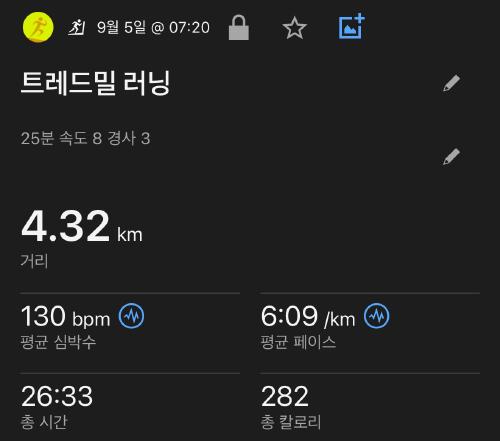 9월 5일 @ 07:20
트레드밀 러닝
25분 속도 8 경사 3
4.32 km
거리
130 bpm 6:09 /km
평균 심박수 평균 페이스
26:33 282
총 시간 총 칼로리